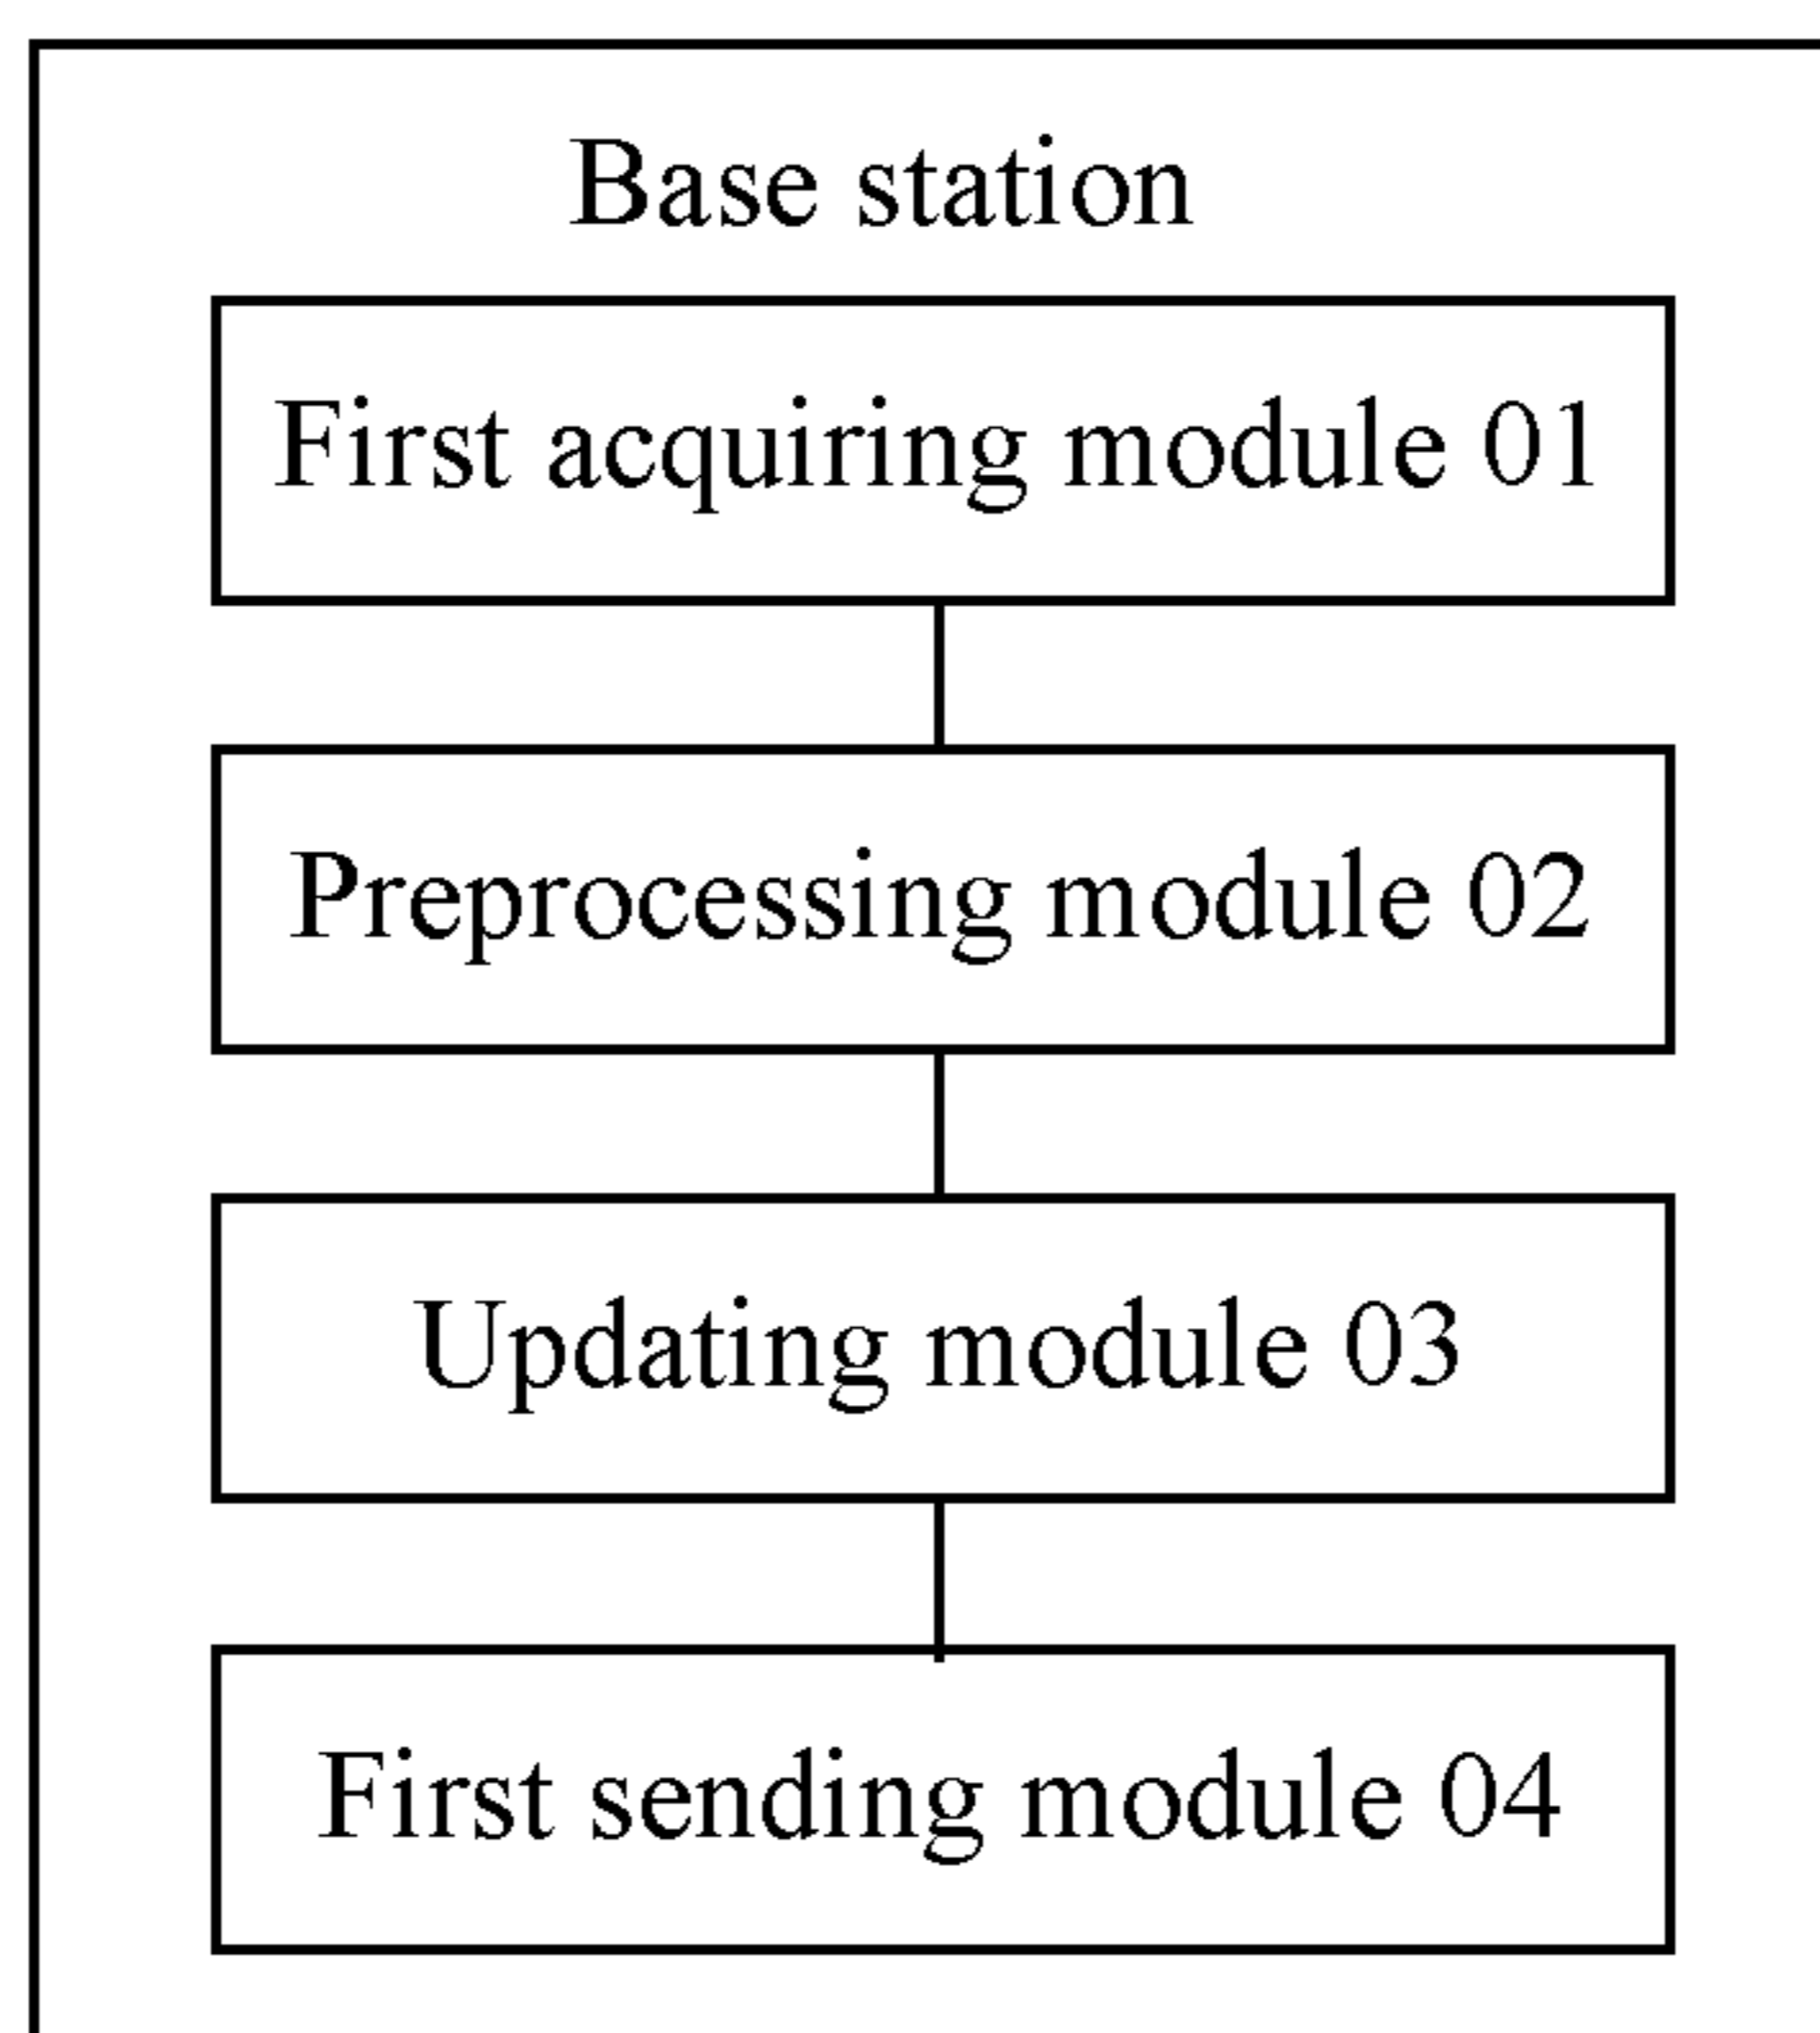 Base station
First acquiring module 01
Preprocessing module 02
Updating module 03
First sending module 04